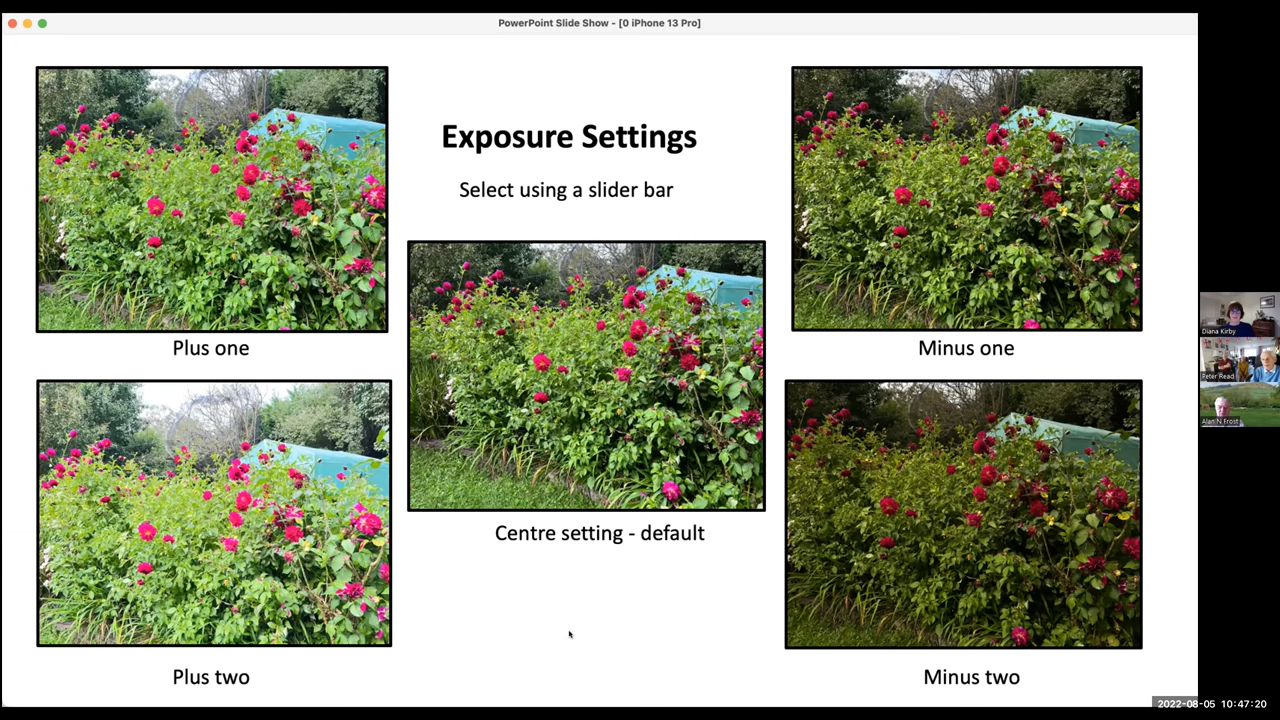 PowerPoint Slide Show - [0 iPhone 13 Pro]
Exposure Settings
Select using a slider bar
Plus one
Minus one
Centre setting - default
Plus two
Minus two
Diana Kirby
Peter Read
Alan N Frost
2022-08-05 10:47:20